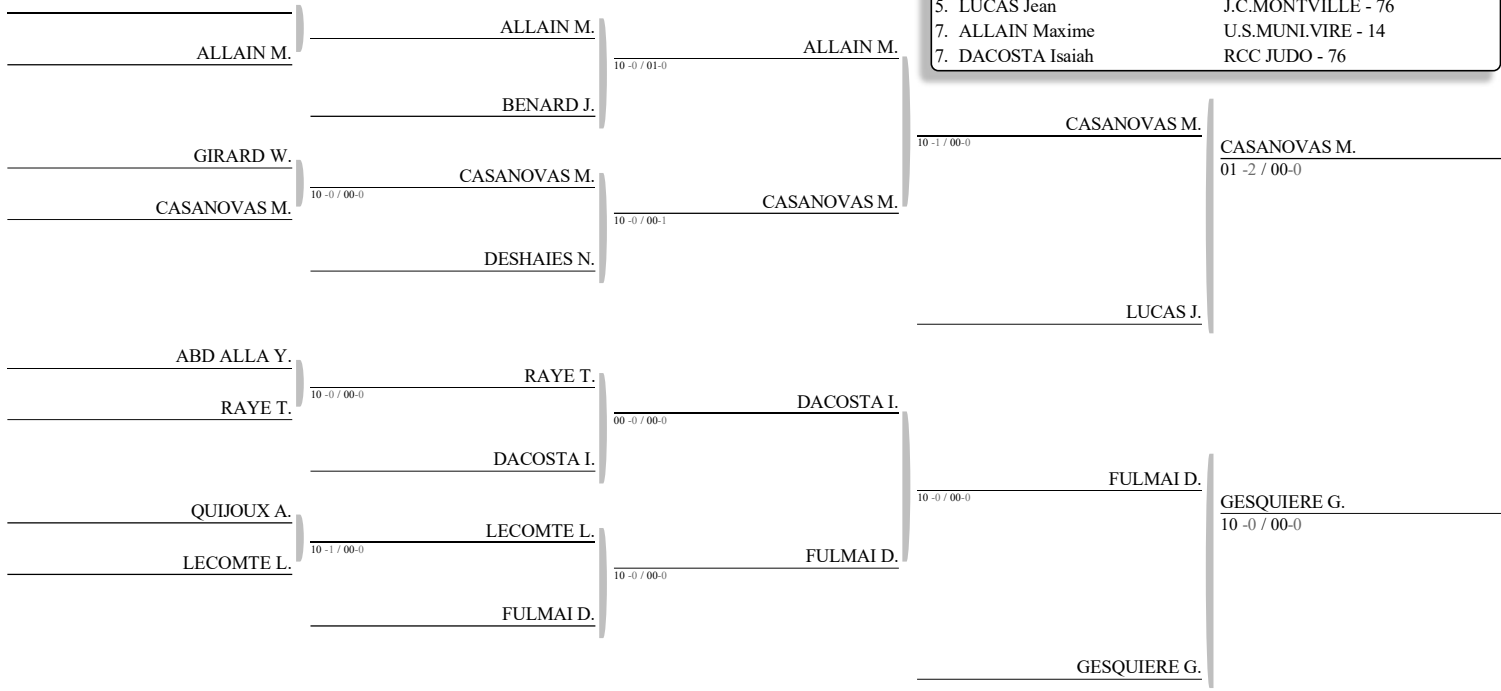 5. LUCAS Jean J.C.MONTVILLE - 76
7. ALLAIN Maxime U.S.MUNI.VIRE - 14
7. DACOSTA Isaiah RCC JUDO - 76
ALLAIN M.
GIRARD W.
CASANOVAS M.
ABD ALLA Y.
RAYE T.
QUIJOUX A.
LECOMTE L.
ALLAIN M.
BENARD J.
CASANOVAS M.
10 -0 / 00-0
DESHAIES N.
RAYE T.
10 -0 / 00-0
DACOSTA I.
LECOMTE L.
10 -1 / 00-0
FULMAI D.
ALLAIN M.
10 -0 / 01-0
CASANOVAS M.
10 -0 / 00-1
DACOSTA I.
00 -0 / 00-0
FULMAI D.
10 -0 / 00-0
CASANOVAS M.
10 -1 / 00-0
LUCAS J.
FULMAI D.
10 -0 / 00-0
GESQUIERE G.
CASANOVAS M.
01 -2 / 00-0
GESQUIERE G.
10 -0 / 00-0